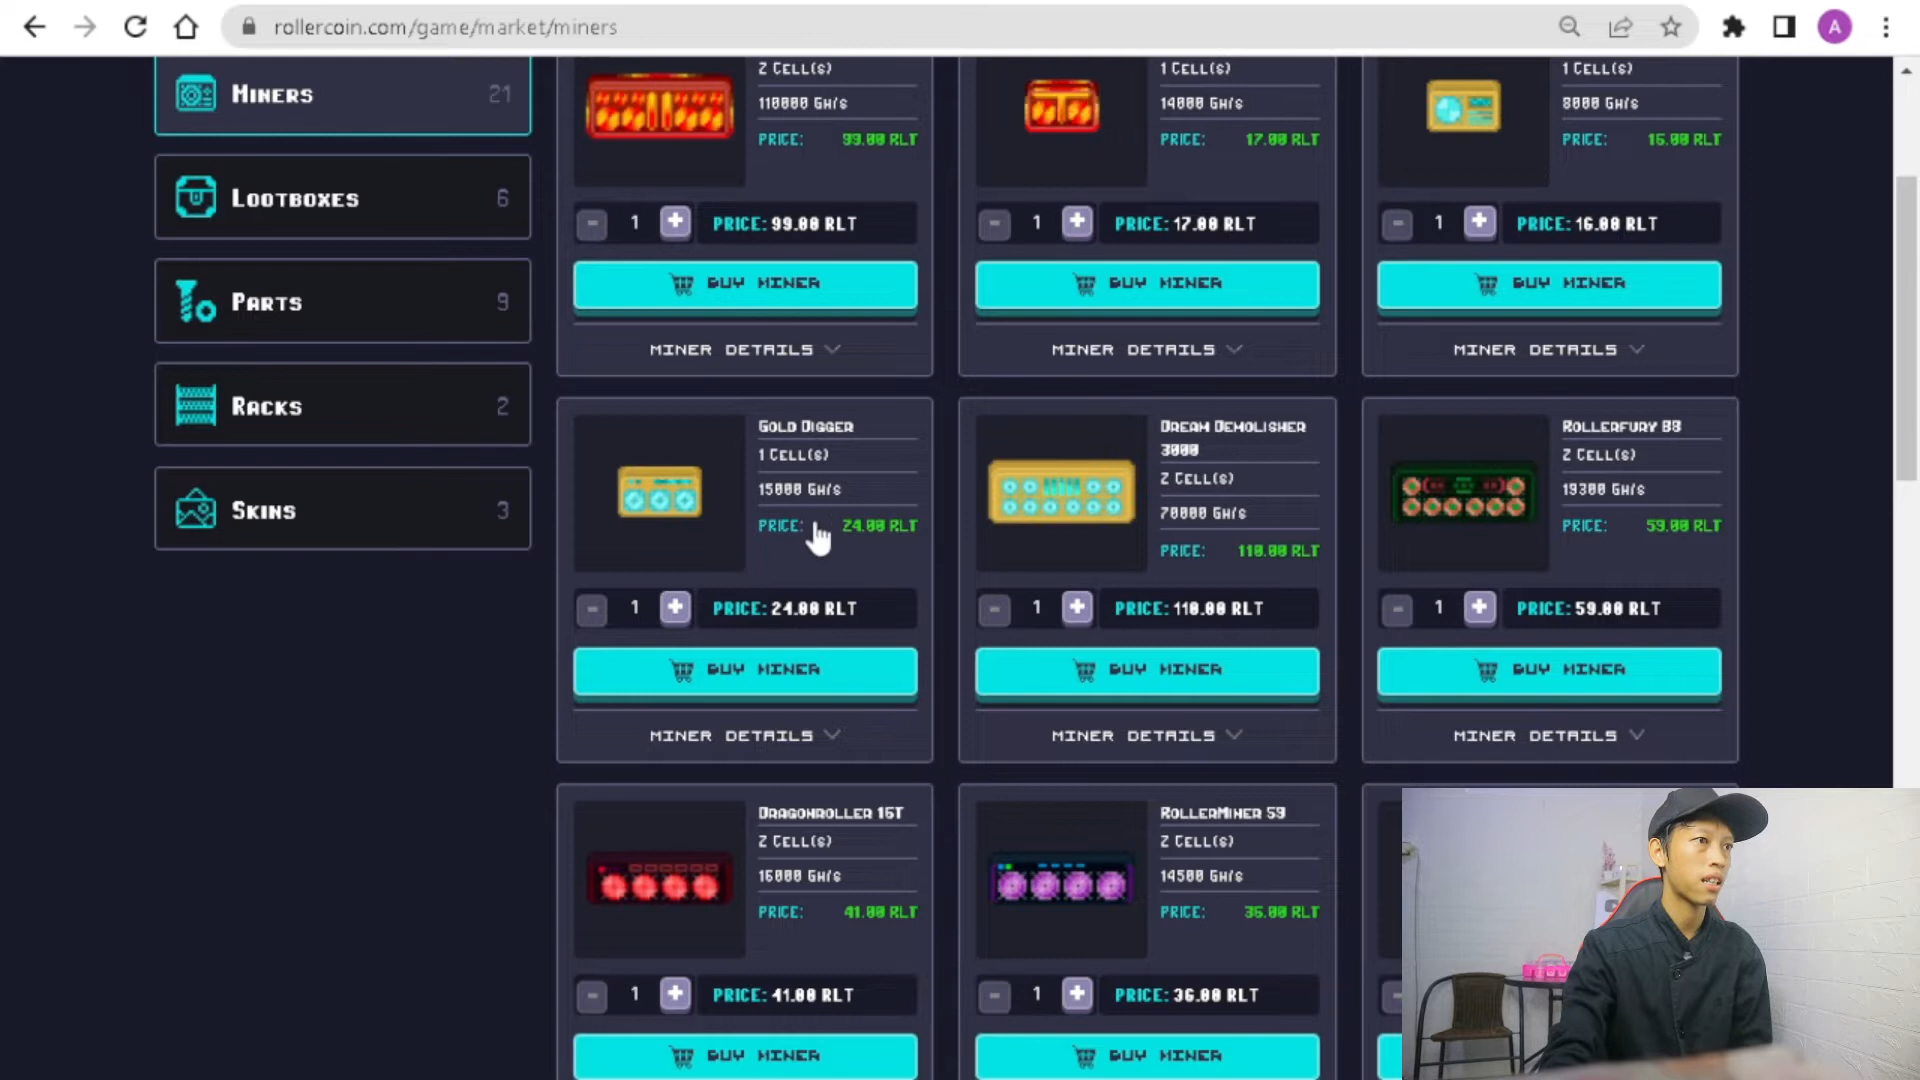 rollercoin.com/game/market/miners
A
MINERS 21
LOOTBOXES 6
PARTS 9
RACKS 2
SKINS 3
2 CELL(S)
110000 GH/S
PRICE: 99.00 RLT
- 1 + PRICE: 99.00 RLT
BUY MINER
MINER DETAILS
1 CELL(S)
14000 GH/S
PRICE: 17.00 RLT
- 1 + PRICE: 17.00 RLT
BUY MINER
MINER DETAILS
1 CELL(S)
8000 GH/S
PRICE: 16.00 RLT
- 1 + PRICE: 16.00 RLT
BUY MINER
MINER DETAILS
GOLD DIGGER
1 CELL(S)
15000 GH/S
PRICE: 24.00 RLT
- 1 + PRICE: 24.00 RLT
BUY MINER
MINER DETAILS
DREAM DEMOLISHER
3000
2 CELL(S)
70000 GH/S
PRICE: 110.00 RLT
- 1 + PRICE: 110.00 RLT
BUY MINER
MINER DETAILS
ROLLERFURY 88
2 CELL(S)
19300 GH/S
PRICE: 59.00 RLT
- 1 + PRICE: 59.00 RLT
BUY MINER
MINER DETAILS
DRAGONROLLER 16T
2 CELL(S)
16000 GH/S
PRICE: 41.00 RLT
- 1 + PRICE: 41.00 RLT
BUY MINER
ROLLERMINER 59
2 CELL(S)
14500 GH/S
PRICE: 36.00 RLT
- 1 + PRICE: 36.00 RLT
BUY MINER